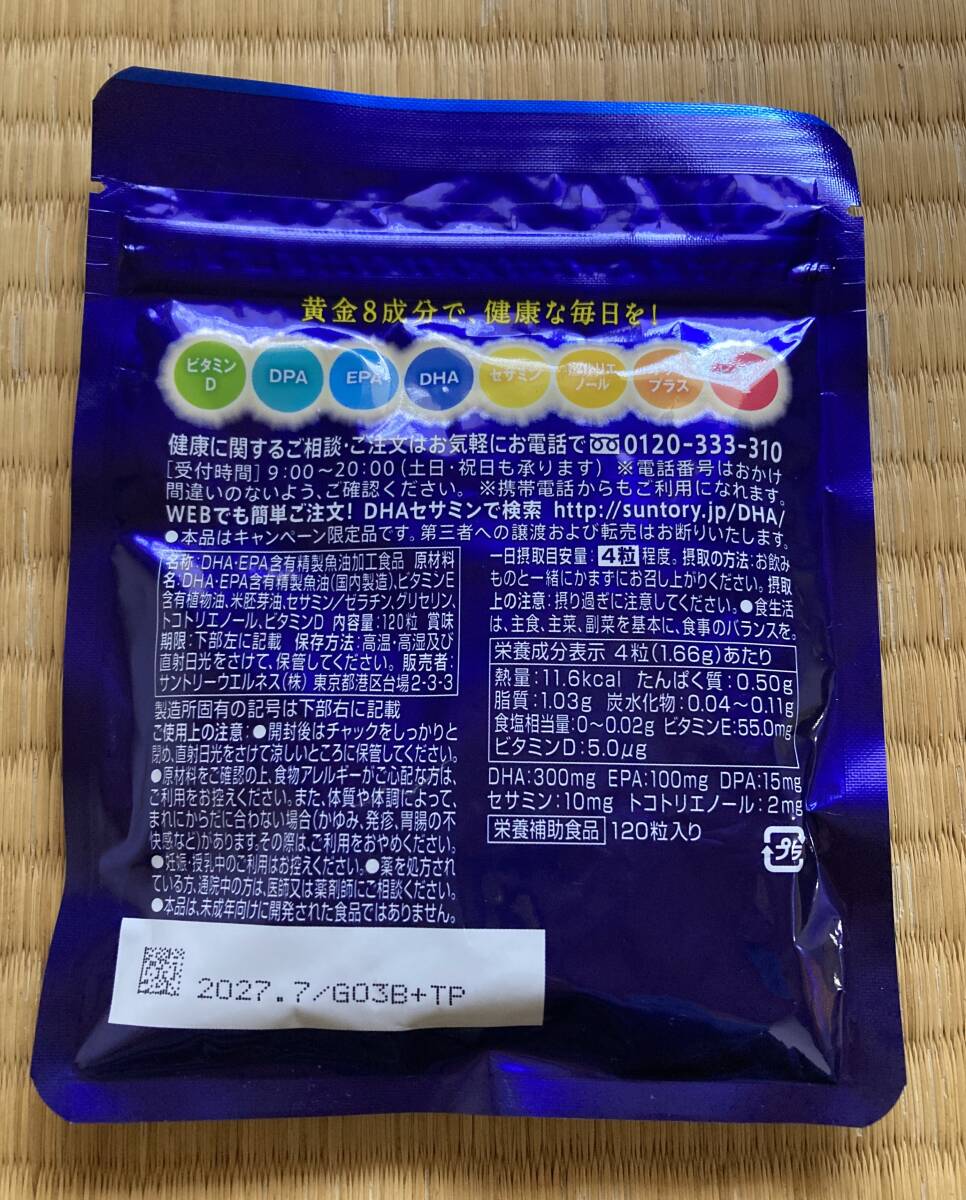 黄金8成分で、健康な毎日を!
ビタミン
D
DPA
EPA
DHA
セサミン
トコトリエ
ノール
プラス
健康に関するご相談・ご注文はお気軽にお電話で 0120-333-310
[受付時間] 9:00～20:00(土日・祝日も承ります) ※電話番号はおかけ
間違いのないよう、ご確認ください。 ※携帯電話からもご利用になれます。
WEBでも簡単ご注文! DHAセサミンで検索 http://suntory.jp/DHA/
●本品はキャンペーン限定品です。第三者への譲渡および転売はお断りいたします。
名称:DHA・EPA含有精製魚油加工食品 原材料
名:DHA・EPA含有精製魚油(国内製造)、ビタミンE
含有植物油、米胚芽油、セサミン/ゼラチン、グリセリン、
トコトリエノール、ビタミンD 内容量:120粒 賞味
期限:下部左に記載 保存方法:高温・高湿及び
直射日光をさけて、保管してください。 販売者:
サントリーウエルネス(株) 東京都港区台場2-3-3
製造所固有の記号は下部右に記載
ご使用上の注意:●開封後はチャックをしっかりと
閉め、直射日光をさけて涼しいところに保管してください。
●原材料をご確認の上、食物アレルギーがご心配な方は、
ご利用をお控えください。また、体質や体調によって、
まれにからだに合わない場合(かゆみ、発疹、胃腸の不
快感など)があります。その際は、ご利用をおやめください。
●妊娠・授乳中のご利用はお控えください。●薬を処方され
ている方、通院中の方は、医師又は薬剤師にご相談ください。
●本品は、未成年向けに開発された食品ではありません。
一日摂取目安量:4粒程度。摂取の方法:お飲み
ものと一緒にかまずにお召し上がりください。摂取
上の注意:摂り過ぎに注意してください。●食生活
は、主食、主菜、副菜を基本に、食事のバランスを。
栄養成分表示 4粒(1.66g)あたり
熱量:11.6kcal たんぱく質:0.50g
脂質:1.03g 炭水化物:0.04～0.11g
食塩相当量:0～0.02g ビタミンE:55.0mg
ビタミンD:5.0μg
DHA:300mg EPA:100mg DPA:15mg
セサミン:10mg トコトリエノール:2mg
栄養補助食品 120粒入り
プラ
2027.7/G03B+TP